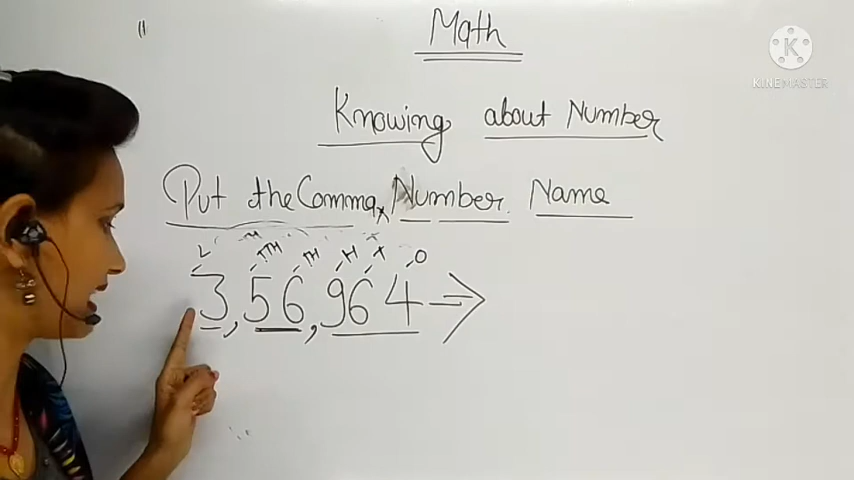 Math
KINEMASTER
Knowing about Number
Put the Comma, Number Name
L TTH TH H T O
3,56,964 →